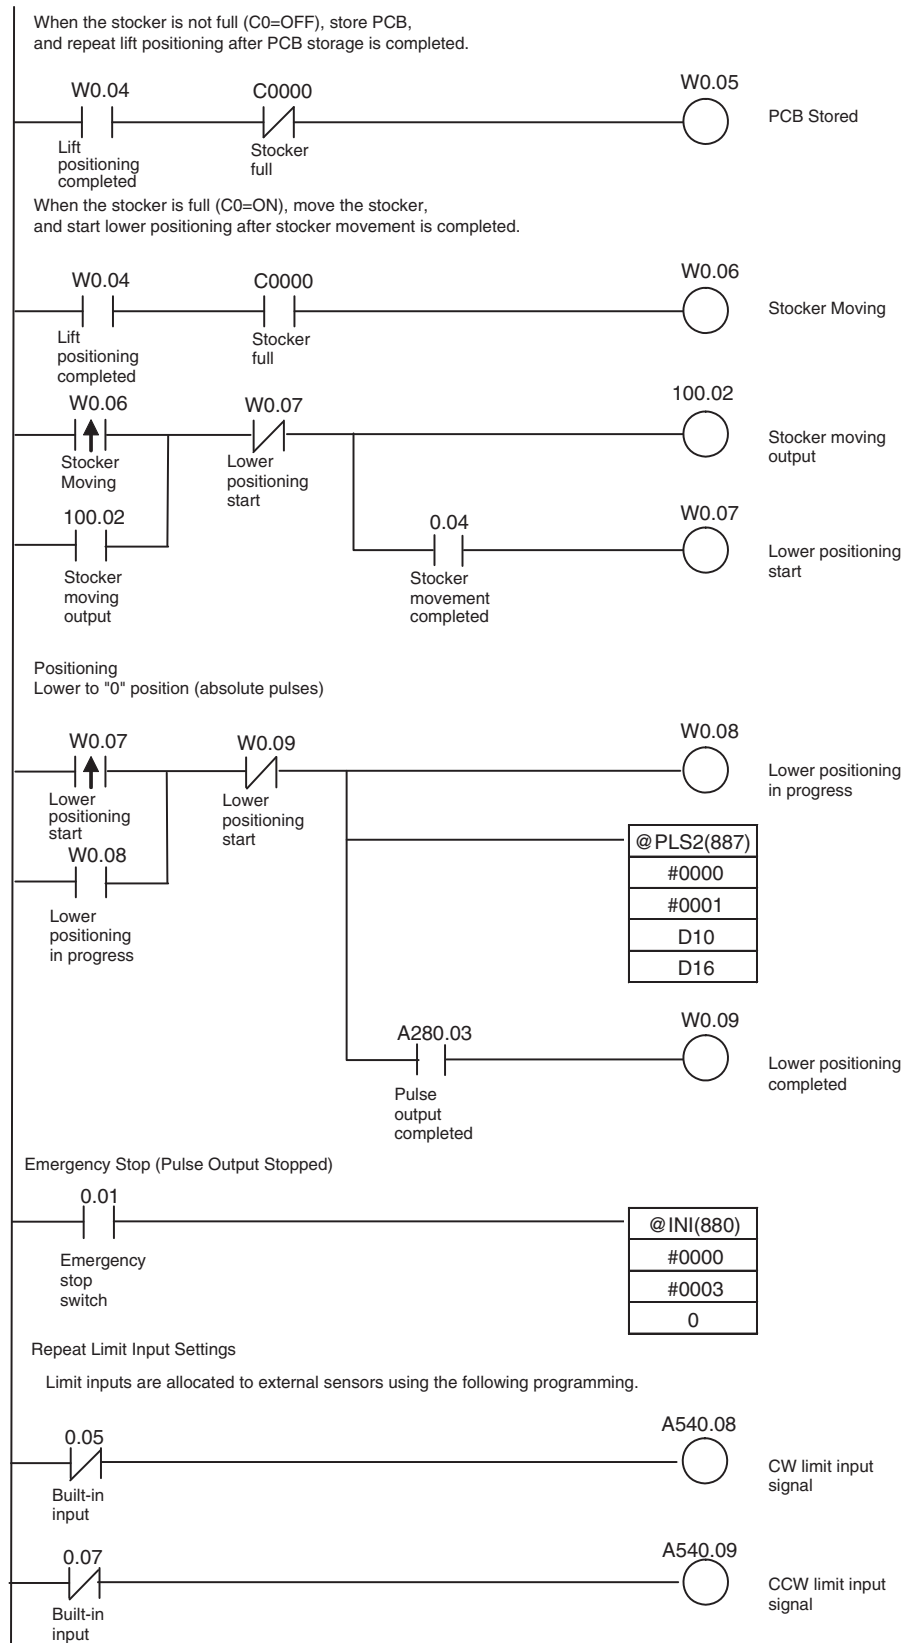 When the stocker is not full (C0=OFF), store PCB,
and repeat lift positioning after PCB storage is completed.
W0.04
C0000
W0.05
Lift
positioning
completed
Stocker
full
PCB Stored
When the stocker is full (C0=ON), move the stocker,
and start lower positioning after stocker movement is completed.
W0.04
C0000
W0.06
Lift
positioning
completed
Stocker
full
Stocker Moving
W0.06
W0.07
100.02
Stocker
Moving
Lower
positioning
start
Stocker moving
output
100.02
0.04
W0.07
Stocker
moving
output
Stocker
movement
completed
Lower positioning
start
Positioning
Lower to "0" position (absolute pulses)
W0.07
W0.09
W0.08
Lower
positioning
start
Lower
positioning
start
Lower positioning
in progress
W0.08
Lower
positioning
in progress
@PLS2(887)
#0000
#0001
D10
D16
A280.03
W0.09
Pulse
output
completed
Lower positioning
completed
Emergency Stop (Pulse Output Stopped)
0.01
Emergency
stop
switch
@INI(880)
#0000
#0003
0
Repeat Limit Input Settings
Limit inputs are allocated to external sensors using the following programming.
0.05
A540.08
Built-in
input
CW limit input
signal
0.07
A540.09
Built-in
input
CCW limit input
signal